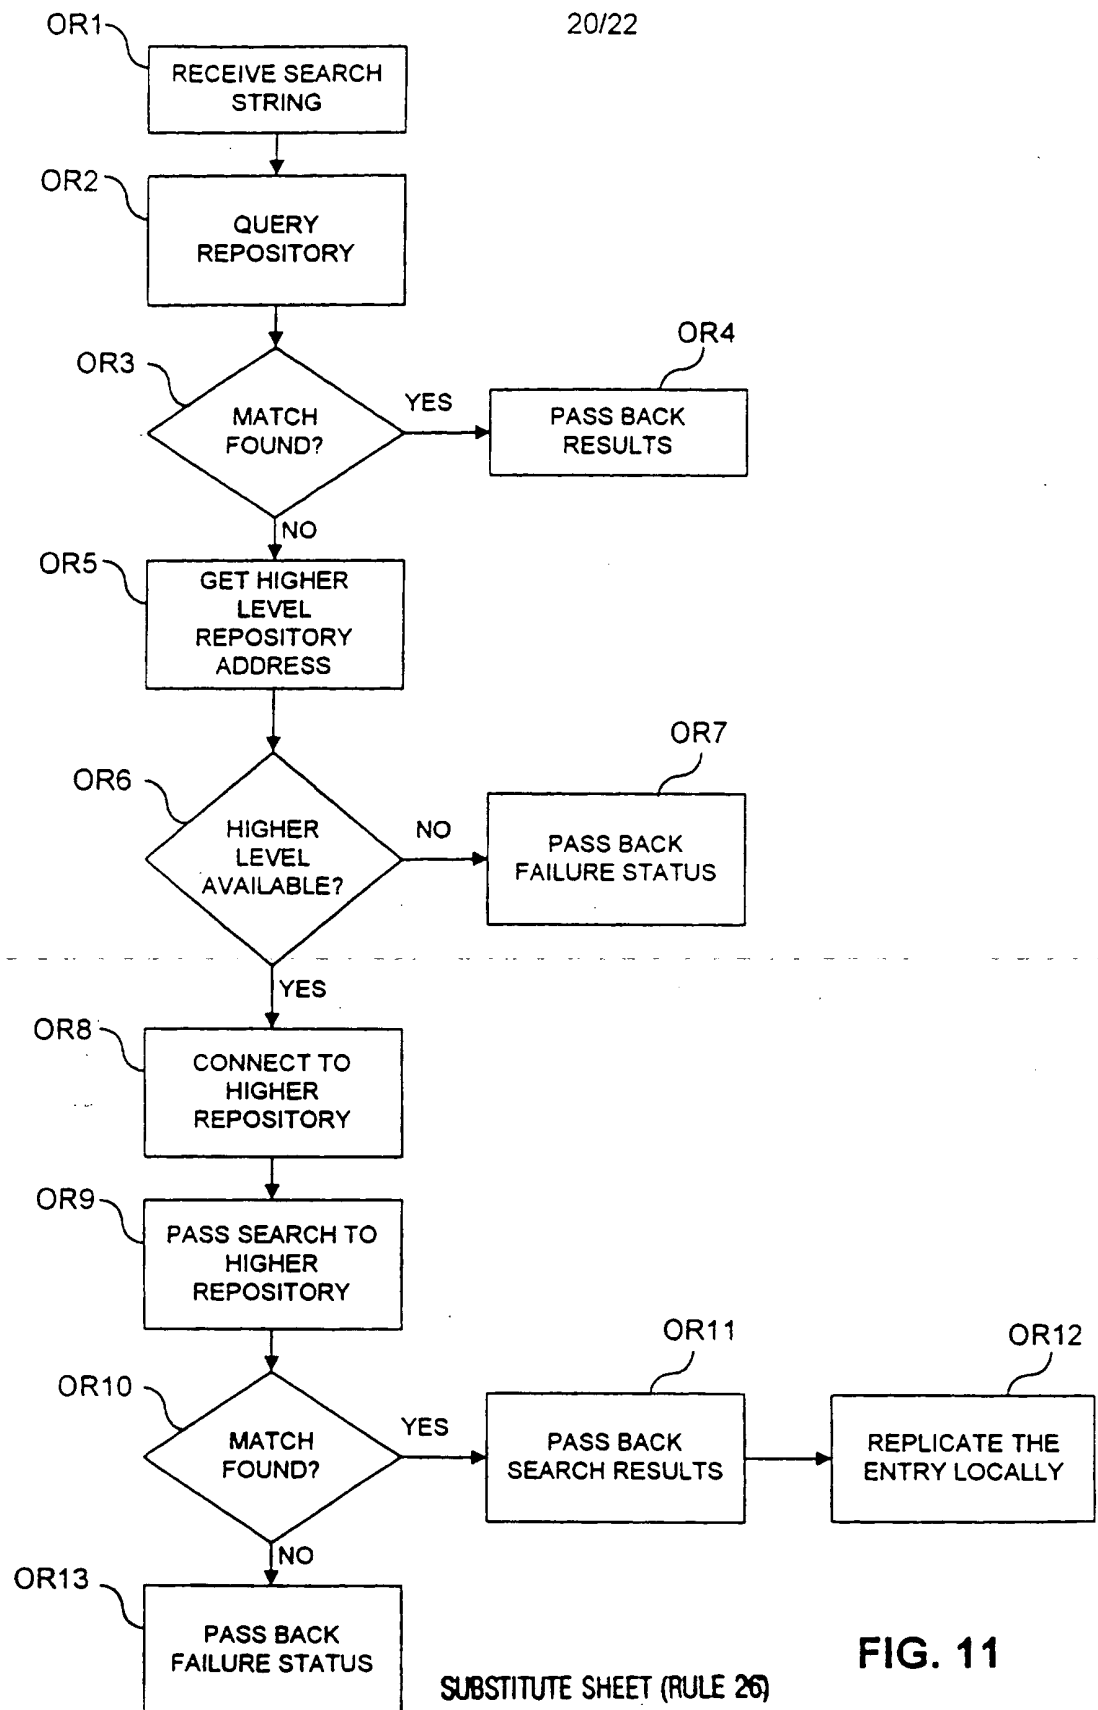 20/22
OR1
RECEIVE SEARCH
STRING
OR2
QUERY
REPOSITORY
OR3
MATCH
FOUND?
YES
OR4
PASS BACK
RESULTS
NO
OR5
GET HIGHER
LEVEL
REPOSITORY
ADDRESS
OR6
HIGHER
LEVEL
AVAILABLE?
NO
OR7
PASS BACK
FAILURE STATUS
YES
OR8
CONNECT TO
HIGHER
REPOSITORY
OR9
PASS SEARCH TO
HIGHER
REPOSITORY
OR10
MATCH
FOUND?
YES
OR11
PASS BACK
SEARCH RESULTS
OR12
REPLICATE THE
ENTRY LOCALLY
NO
OR13
PASS BACK
FAILURE STATUS
FIG. 11
SUBSTITUTE SHEET (RULE 26)